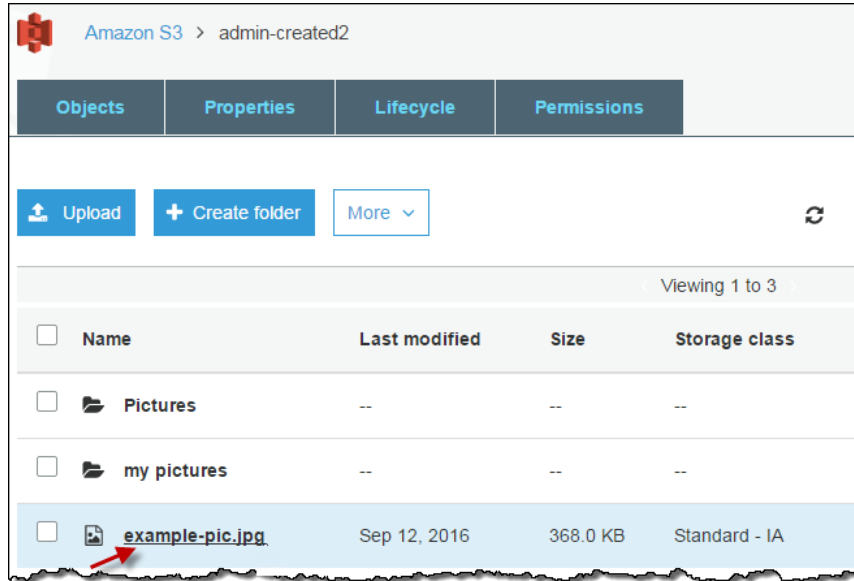 Amazon S3 > admin-created2
Objects Properties Lifecycle Permissions
Upload + Create folder More
Viewing 1 to 3
Name Last modified Size Storage class
Pictures -- -- --
my pictures -- -- --
example-pic.jpg Sep 12, 2016 368.0 KB Standard - IA